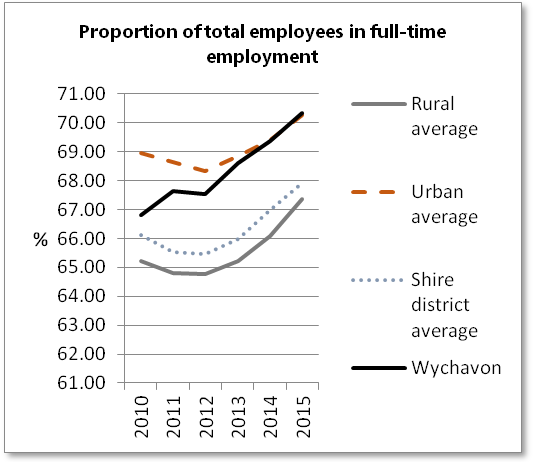 Proportion of total employees in full-time
employment
71.00
70.00
69.00
68.00
67.00
66.00
65.00
64.00
63.00
62.00
61.00
%
2010
2011
2012
2013
2014
2015
Rural
average
Urban
average
Shire
district
average
Wychavon